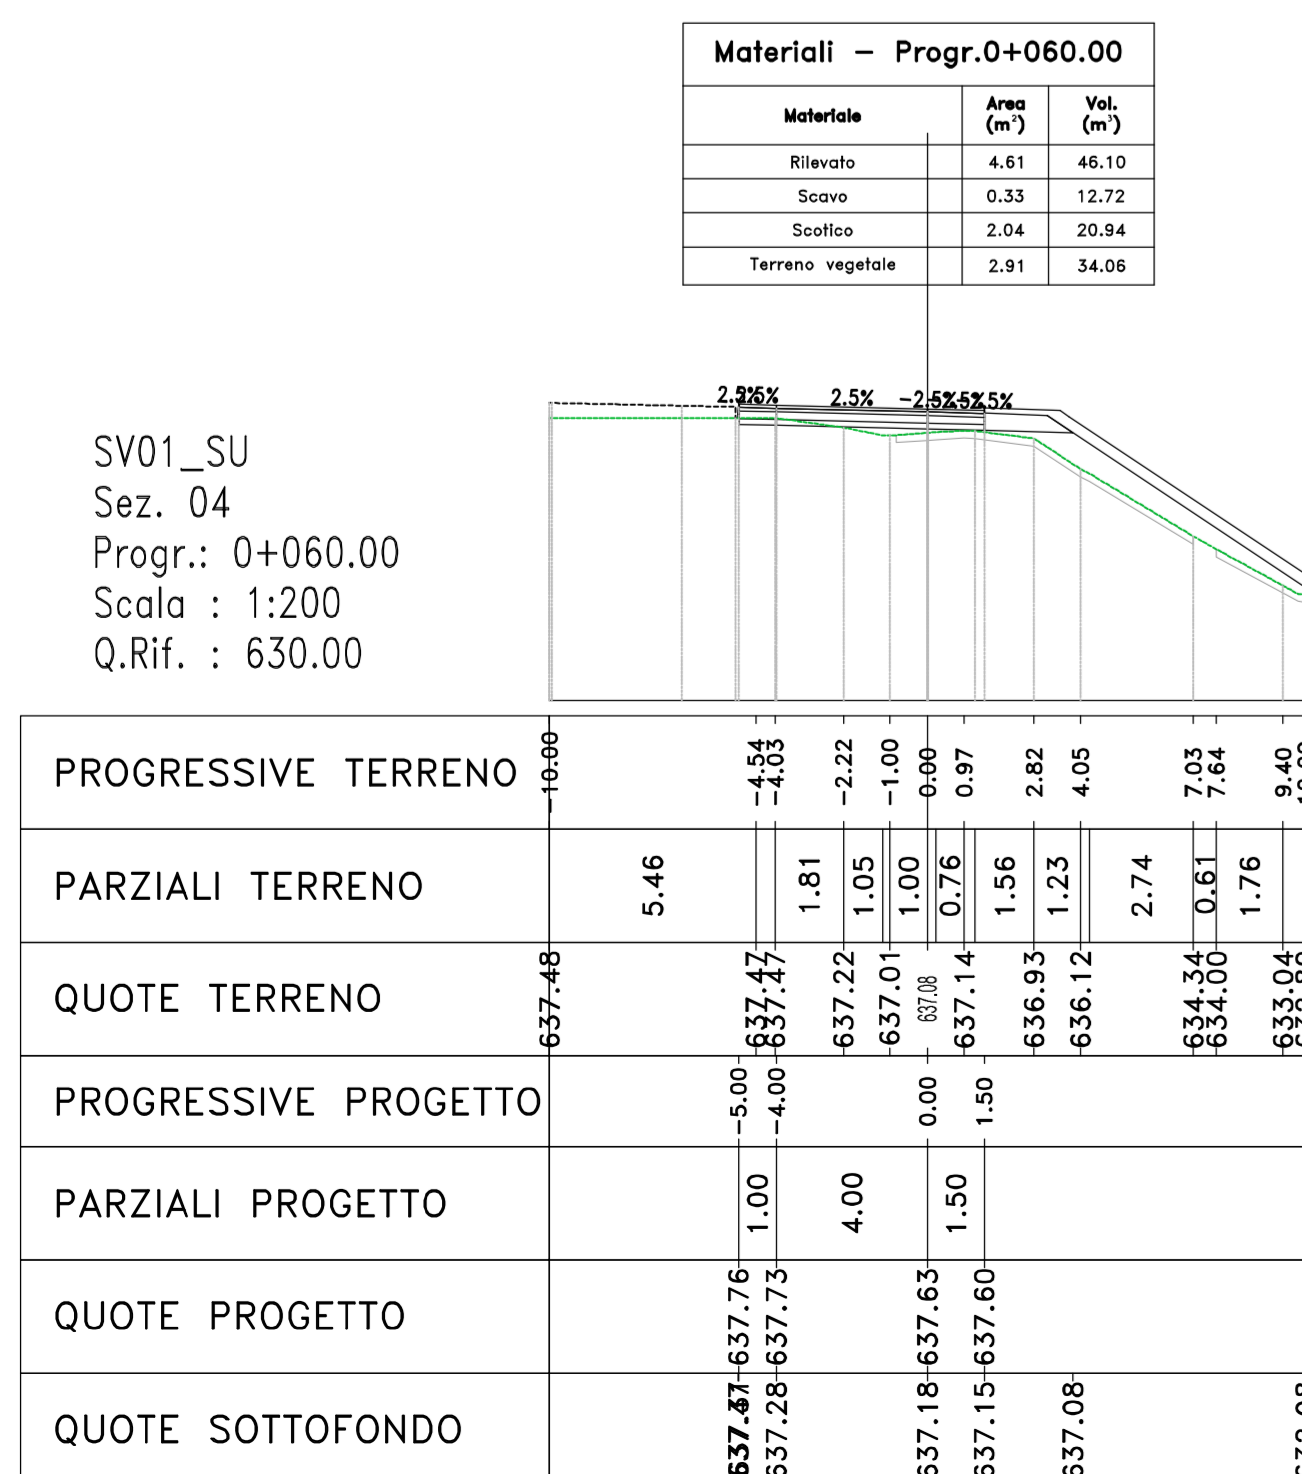 Materiali – Progr.0+060.00
Materiale Area (m²) Vol. (m³)
Rilevato 4.61 46.10
Scavo 0.33 12.72
Scotico 2.04 20.94
Terreno vegetale 2.91 34.06
2.5% 2.5% –2.5%
SV01_SU
Sez. 04
Progr.: 0+060.00
Scala : 1:200
Q.Rif. : 630.00
PROGRESSIVE TERRENO –10.00 –4.54 –4.03 –2.22 –1.00 0.00 0.97 2.82 4.05 7.03 7.64 9.40
PARZIALI TERRENO 5.46 1.81 1.05 1.00 0.76 1.56 1.23 2.74 0.61 1.76
QUOTE TERRENO 637.48 637.47 637.47 637.22 637.01 637.08 637.14 636.93 636.12 634.34 634.00 633.04
PROGRESSIVE PROGETTO –5.00 –4.00 0.00 1.50
PARZIALI PROGETTO 1.00 4.00 1.50
QUOTE PROGETTO 637.76 637.73 637.63 637.60
QUOTE SOTTOFONDO 637.28 637.18 637.15 637.08